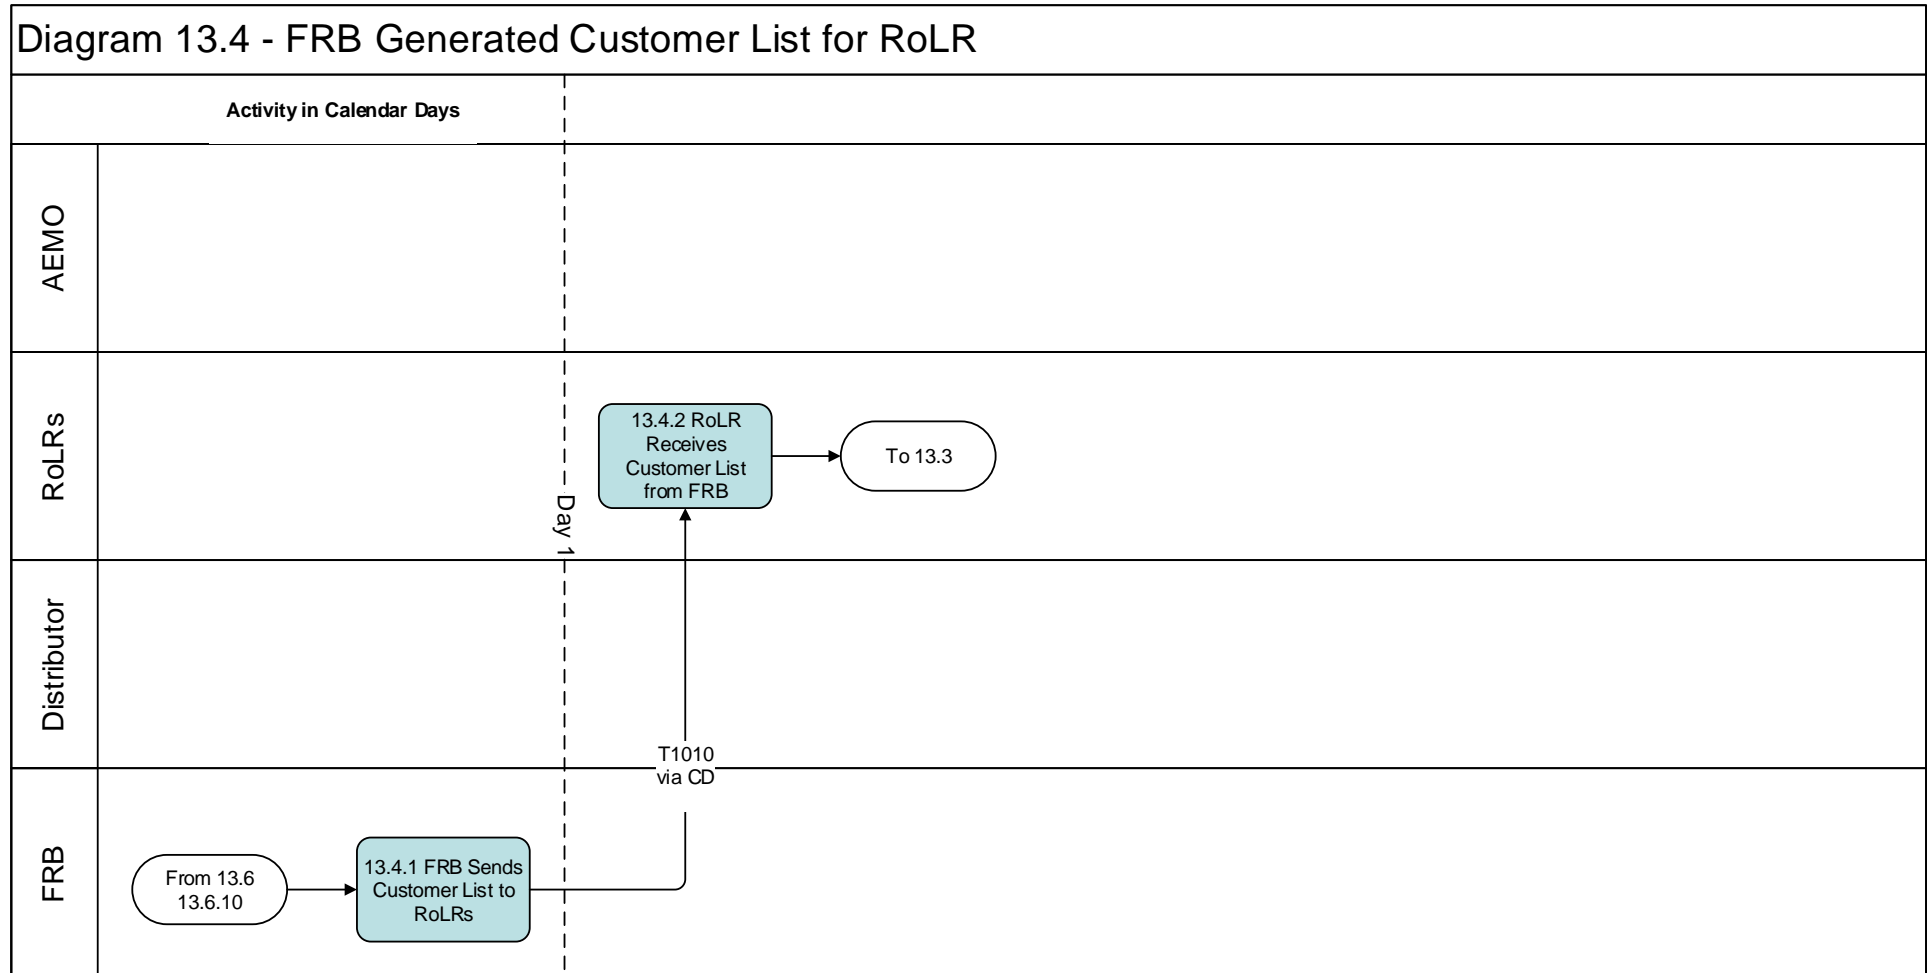 Diagram 13.4 - FRB Generated Customer List for RoLR
Activity in Calendar Days
AEMO
RoLRs
13.4.2 RoLR
Receives
Customer List
from FRB
To 13.3
Day 1
Distributor
T1010
via CD
FRB
From 13.6
13.6.10
13.4.1 FRB Sends
Customer List to
RoLRs